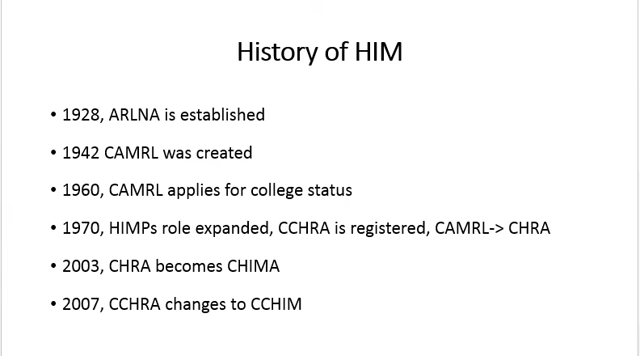 History of HIM
• 1928, ARLNA is established
• 1942 CAMRL was created
• 1960, CAMRL applies for college status
• 1970, HIMPs role expanded, CCHRA is registered, CAMRL-> CHRA
• 2003, CHRA becomes CHIMA
• 2007, CCHRA changes to CCHIM